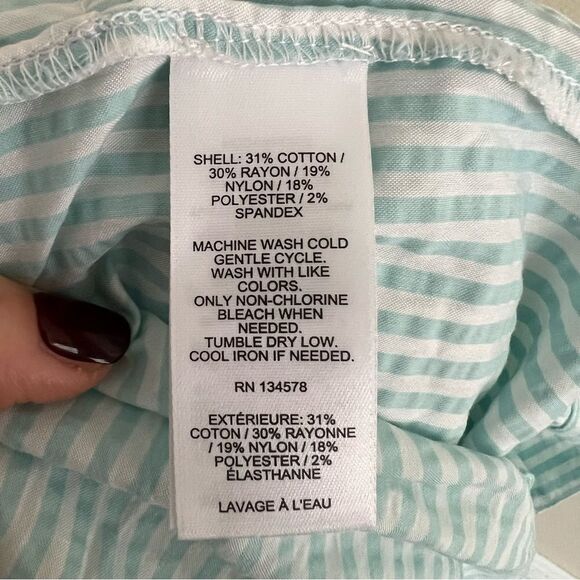 SHELL: 31% COTTON /
30% RAYON / 19%
NYLON / 18%
POLYESTER / 2%
SPANDEX
MACHINE WASH COLD
GENTLE CYCLE.
WASH WITH LIKE
COLORS.
ONLY NON-CHLORINE
BLEACH WHEN
NEEDED.
TUMBLE DRY LOW.
COOL IRON IF NEEDED.
RN 134578
EXTÉRIEURE: 31%
COTON / 30% RAYONNE
/ 19% NYLON / 18%
POLYESTER / 2%
ÉLASTHANNE
LAVAGE À L'EAU